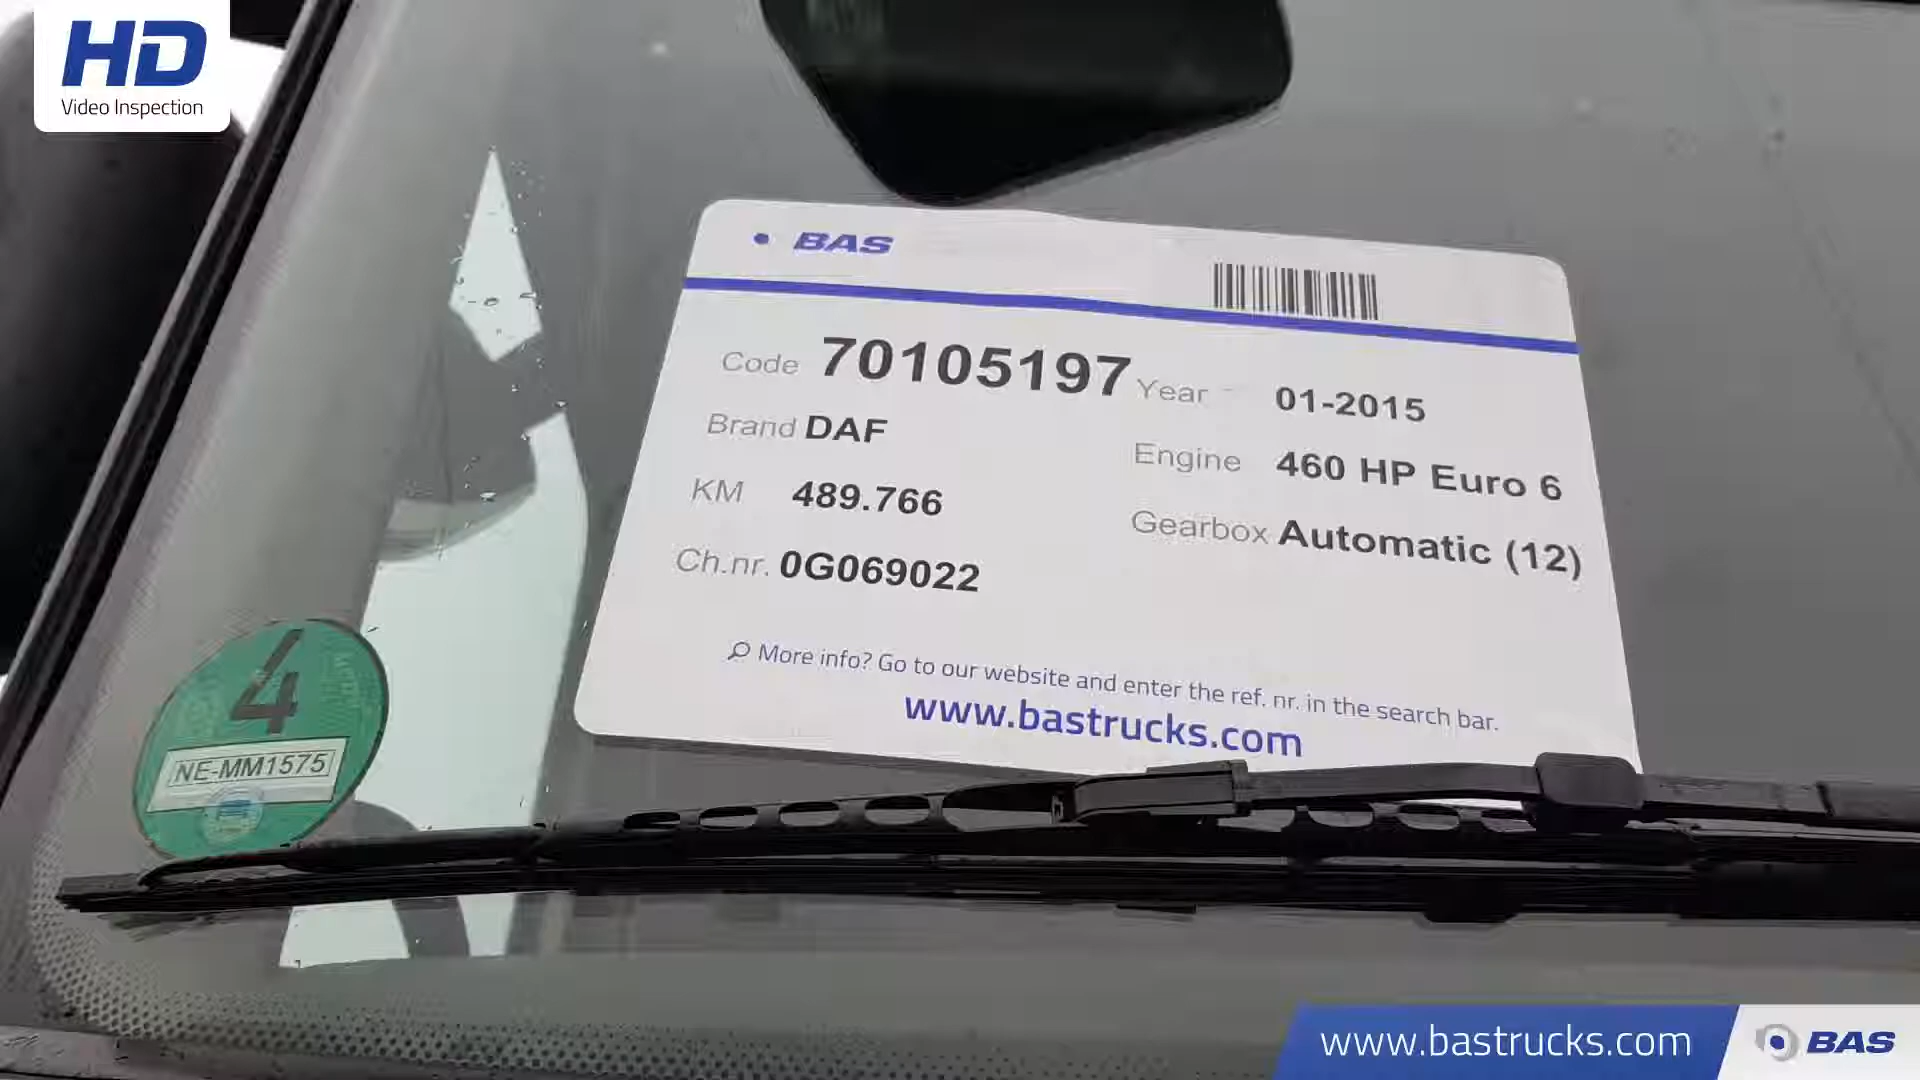 HD
Video Inspection
BAS
Code 70105197 Year 01-2015
Brand DAF
Engine 460 HP Euro 6
KM 489.766
Gearbox Automatic (12)
Ch.nr. 0G069022
More info? Go to our website and enter the ref. nr. in the search bar.
www.bastrucks.com
4
NE-MM1575
www.bastrucks.com BAS